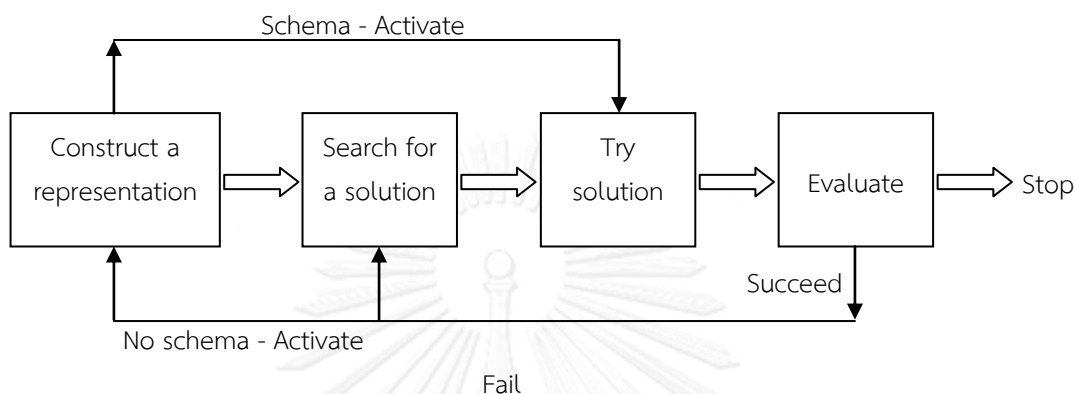 Schema - Activate
Construct a
representation
Search for
a solution
Try
solution
Evaluate
Stop
Succeed
No schema - Activate
Fail